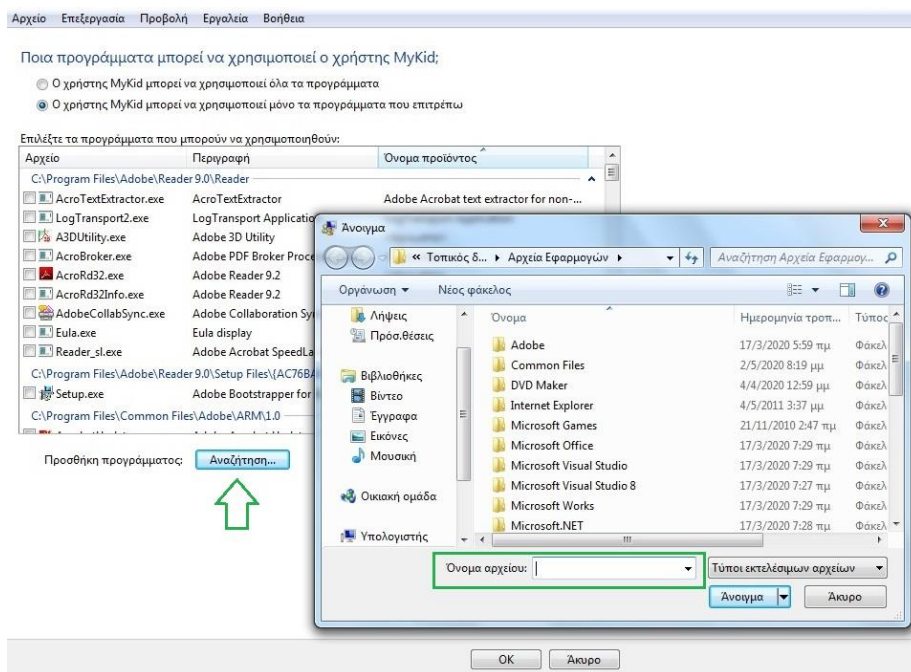 Αρχείο Επεξεργασία Προβολή Εργαλεία Βοήθεια
Ποια προγράμματα μπορεί να χρησιμοποιεί ο χρήστης MyKid;
Ο χρήστης MyKid μπορεί να χρησιμοποιεί όλα τα προγράμματα
Ο χρήστης MyKid μπορεί να χρησιμοποιεί μόνο τα προγράμματα που επιτρέπω
Επιλέξτε τα προγράμματα που μπορούν να χρησιμοποιηθούν:
Αρχείο Περιγραφή Όνομα προϊόντος
C:\Program Files\Adobe\Reader 9.0\Reader
AcroTextExtractor.exe AcroTextExtractor Adobe Acrobat text extractor for non-...
LogTransport2.exe LogTransport Applicatio
A3DUtility.exe Adobe 3D Utility
AcroBroker.exe Adobe PDF Broker Proce
AcroRd32.exe Adobe Reader 9.2
AcroRd32Info.exe Adobe Reader 9.2
AdobeCollabSync.exe Adobe Collaboration Sy
Eula.exe Eula display
Reader_sl.exe Adobe Acrobat SpeedLa
C:\Program Files\Adobe\Reader 9.0\Setup Files\{AC76BA
Setup.exe Adobe Bootstrapper for
C:\Program Files\Common Files\Adobe\ARM\1.0
Προσθήκη προγράμματος: Αναζήτηση...
Άνοιγμα
« Τοπικός δ... Αρχεία Εφαρμογών Αναζήτηση Αρχεία Εφαρμογ...
Οργάνωση Νέος φάκελος
Λήψεις
Πρόσ.θέσεις
Βιβλιοθήκες
Βίντεο
Έγγραφα
Εικόνες
Μουσική
Οικιακή ομάδα
Υπολογιστής
Όνομα Ημερομηνία τροπ... Τύπος
Adobe 17/3/2020 5:59 πμ Φάκελ
Common Files 2/5/2020 8:19 μμ Φάκελ
DVD Maker 4/4/2020 12:59 μμ Φάκελ
Internet Explorer 4/5/2011 3:37 μμ Φάκελ
Microsoft Games 21/11/2010 2:47 πμ Φάκελ
Microsoft Office 17/3/2020 7:29 πμ Φάκελ
Microsoft Visual Studio 17/3/2020 7:29 πμ Φάκελ
Microsoft Visual Studio 8 17/3/2020 7:27 πμ Φάκελ
Microsoft Works 17/3/2020 7:29 πμ Φάκελ
Microsoft.NET 17/3/2020 7:28 πμ Φάκελ
Όνομα αρχείου: Τύποι εκτελέσιμων αρχείων
Άνοιγμα Άκυρο
OK Άκυρο